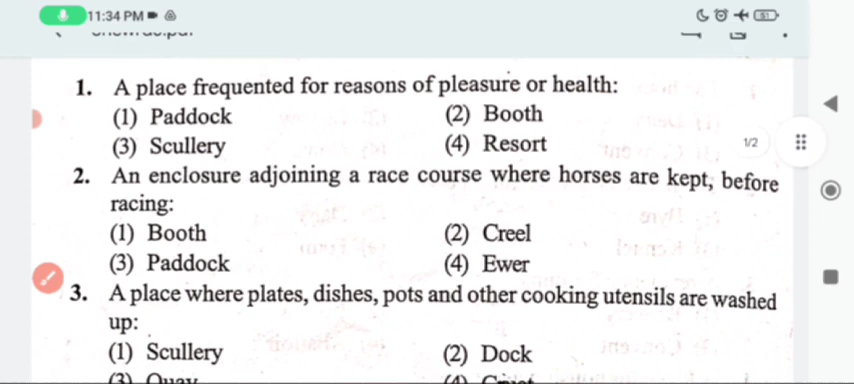 11:34 PM
1. A place frequented for reasons of pleasure or health:
(1) Paddock (2) Booth
(3) Scullery (4) Resort
1/2
2. An enclosure adjoining a race course where horses are kept, before
racing:
(1) Booth (2) Creel
(3) Paddock (4) Ewer
3. A place where plates, dishes, pots and other cooking utensils are washed
up:
(1) Scullery (2) Dock
(3) Quay